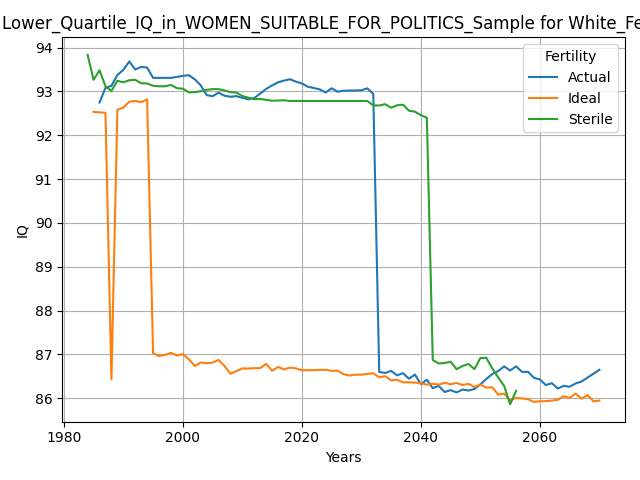 Lower_Quartile_IQ_in_WOMEN_SUITABLE_FOR_POLITICS_Sample for White_Fe
94
93
92
91
90
89
88
87
86
IQ
Fertility
Actual
Ideal
Sterile
1980
2000
2020
2040
2060
Years